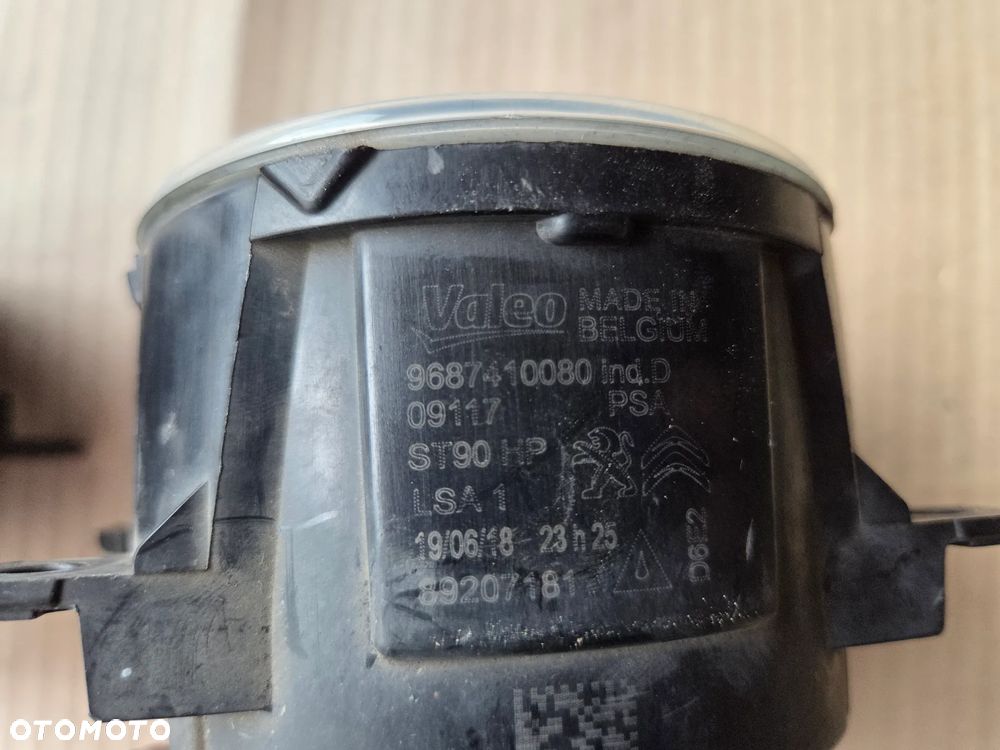 Valeo MADE IN
BELGIUM
9687410080 Ind.D
09117 PSA
ST90 HP
LSA 1
19/06/18 23 h 25
89207181
D6E2
OTOMOTO